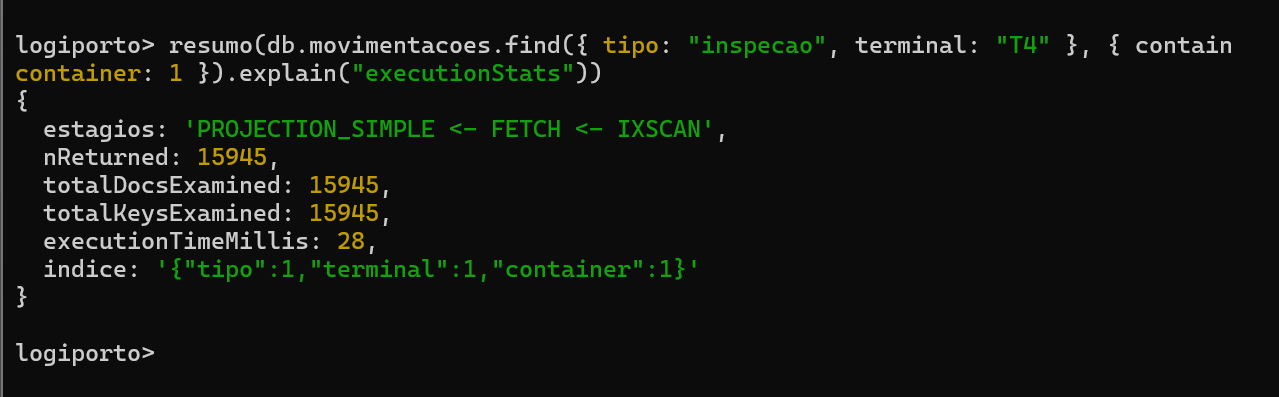 logiporto> resumo(db.movimentacoes.find({ tipo: "inspecao", terminal: "T4" }, { contain
container: 1 }).explain("executionStats"))
{
  estagios: 'PROJECTION_SIMPLE <- FETCH <- IXSCAN',
  nReturned: 15945,
  totalDocsExamined: 15945,
  totalKeysExamined: 15945,
  executionTimeMillis: 28,
  indice: '{"tipo":1,"terminal":1,"container":1}'
}
logiporto>